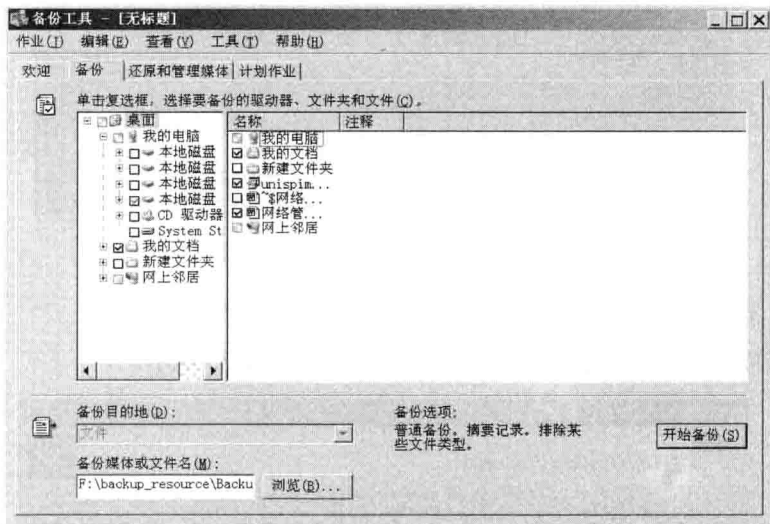 备份工具 - [无标题]
作业(J) 编辑(E) 查看(V) 工具(T) 帮助(H)
欢迎 备份 还原和管理媒体 计划作业
单击复选框，选择要备份的驱动器、文件夹和文件(C)。
桌面
我的电脑
本地磁盘
本地磁盘
本地磁盘
本地磁盘
CD 驱动器
System St
我的文档
新建文件夹
网上邻居
名称 注释
我的电脑
我的文档
新建文件夹
unispim...
~$网络...
网络管...
网上邻居
备份目的地(D):
文件
备份媒体或文件名(M):
F:\backup_resource\Backu 浏览(B)...
备份选项:
普通备份。摘要记录。排除某
些文件类型。
开始备份(S)